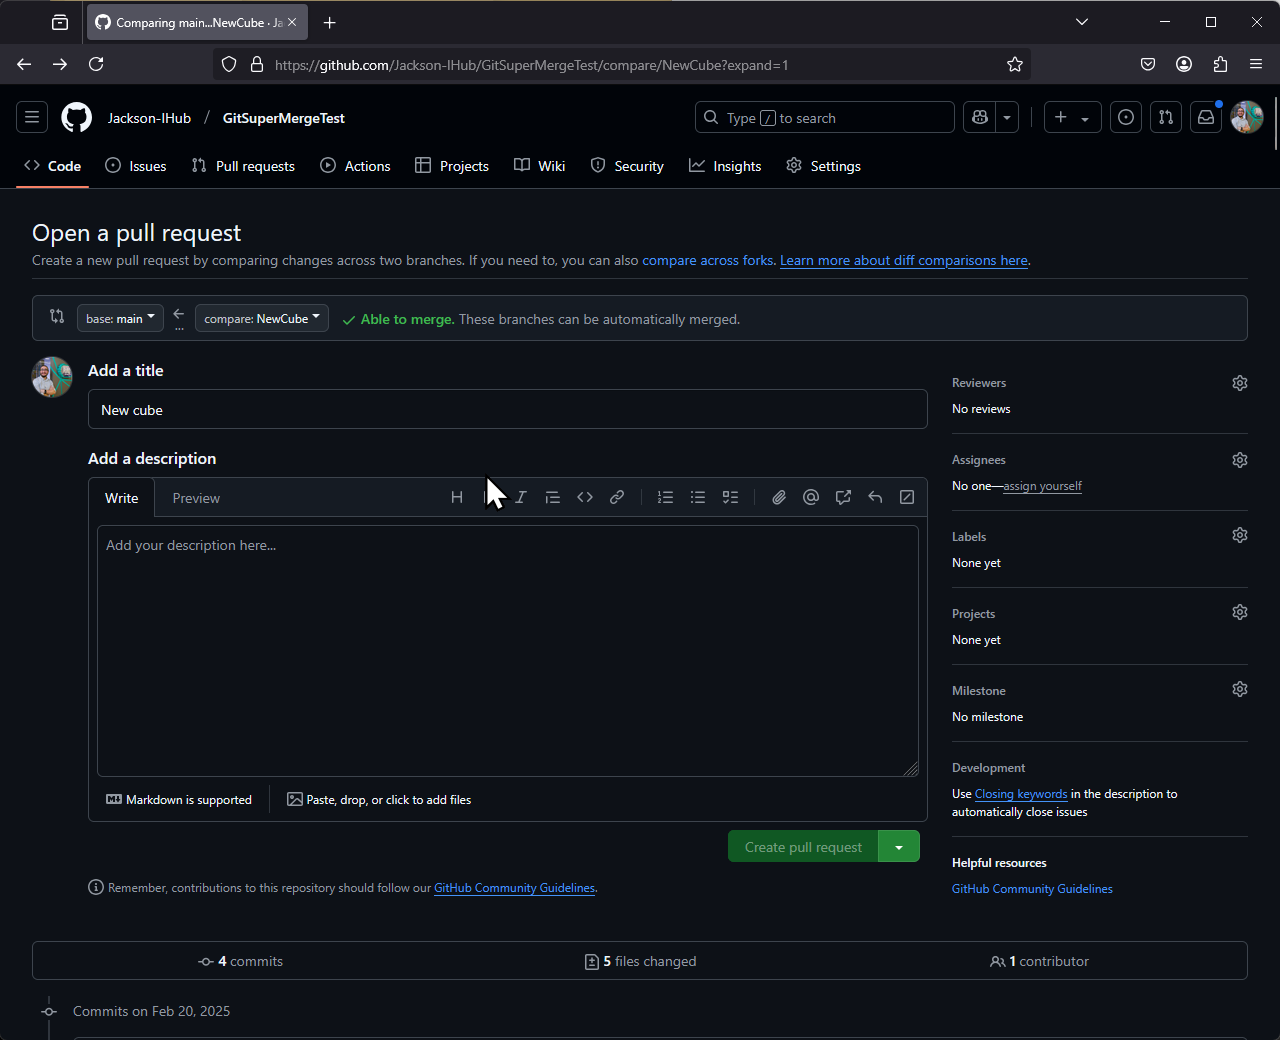 Comparing main...NewCube · Ja
https://github.com/Jackson-IHub/GitSuperMergeTest/compare/NewCube?expand=1
Jackson-IHub / GitSuperMergeTest
Type / to search
Code Issues Pull requests Actions Projects Wiki Security Insights Settings
Open a pull request
Create a new pull request by comparing changes across two branches. If you need to, you can also compare across forks. Learn more about diff comparisons here.
base: main ... compare: NewCube Able to merge. These branches can be automatically merged.
Add a title
New cube
Add a description
Write Preview
Add your description here...
Markdown is supported Paste, drop, or click to add files
Create pull request
Remember, contributions to this repository should follow our GitHub Community Guidelines.
Reviewers
No reviews
Assignees
No one—assign yourself
Labels
None yet
Projects
None yet
Milestone
No milestone
Development
Use Closing keywords in the description to
automatically close issues
Helpful resources
GitHub Community Guidelines
4 commits 5 files changed 1 contributor
Commits on Feb 20, 2025